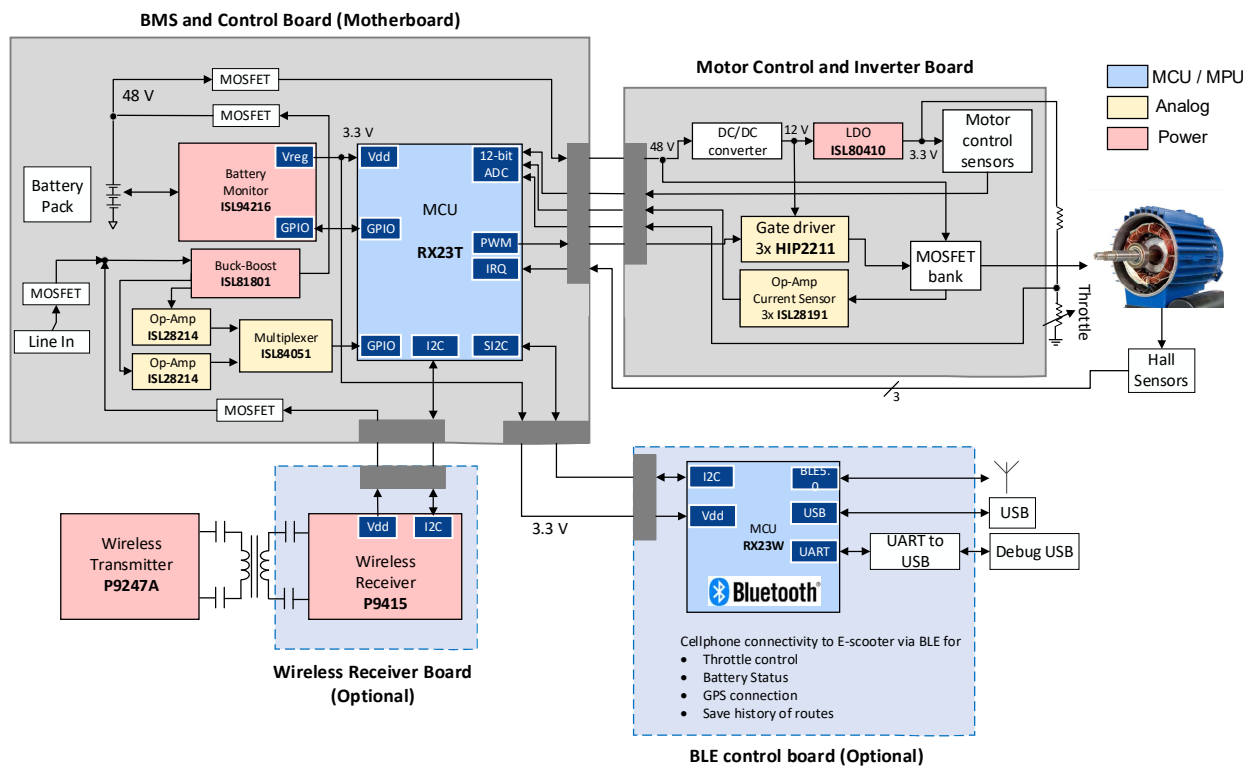 BMS and Control Board (Motherboard)
MOSFET
48 V
MOSFET
3.3 V
Vreg
Vdd
12-bit
ADC
Battery
Pack
Battery
Monitor
ISL94216
MCU
RX23T
GPIO
GPIO
PWM
IRQ
Buck-Boost
ISL81801
MOSFET
Line In
Op-Amp
ISL28214
Multiplexer
ISL84051
Op-Amp
ISL28214
GPIO
I2C
SI2C
MOSFET
Motor Control and Inverter Board
48 V
DC/DC
converter
12 V
LDO
ISL80410
3.3 V
Motor
control
sensors
Gate driver
3x HIP2211
MOSFET
bank
Op-Amp
Current Sensor
3x ISL28191
Throttle
Hall
Sensors
3
MCU / MPU
Analog
Power
Wireless
Transmitter
P9247A
Vdd
I2C
Wireless
Receiver
P9415
Wireless Receiver Board
(Optional)
3.3 V
I2C
Vdd
BLE5.
0
USB
UART
MCU
RX23W
Bluetooth®
USB
UART to
USB
Debug USB
Cellphone connectivity to E-scooter via BLE for
• Throttle control
• Battery Status
• GPS connection
• Save history of routes
BLE control board (Optional)